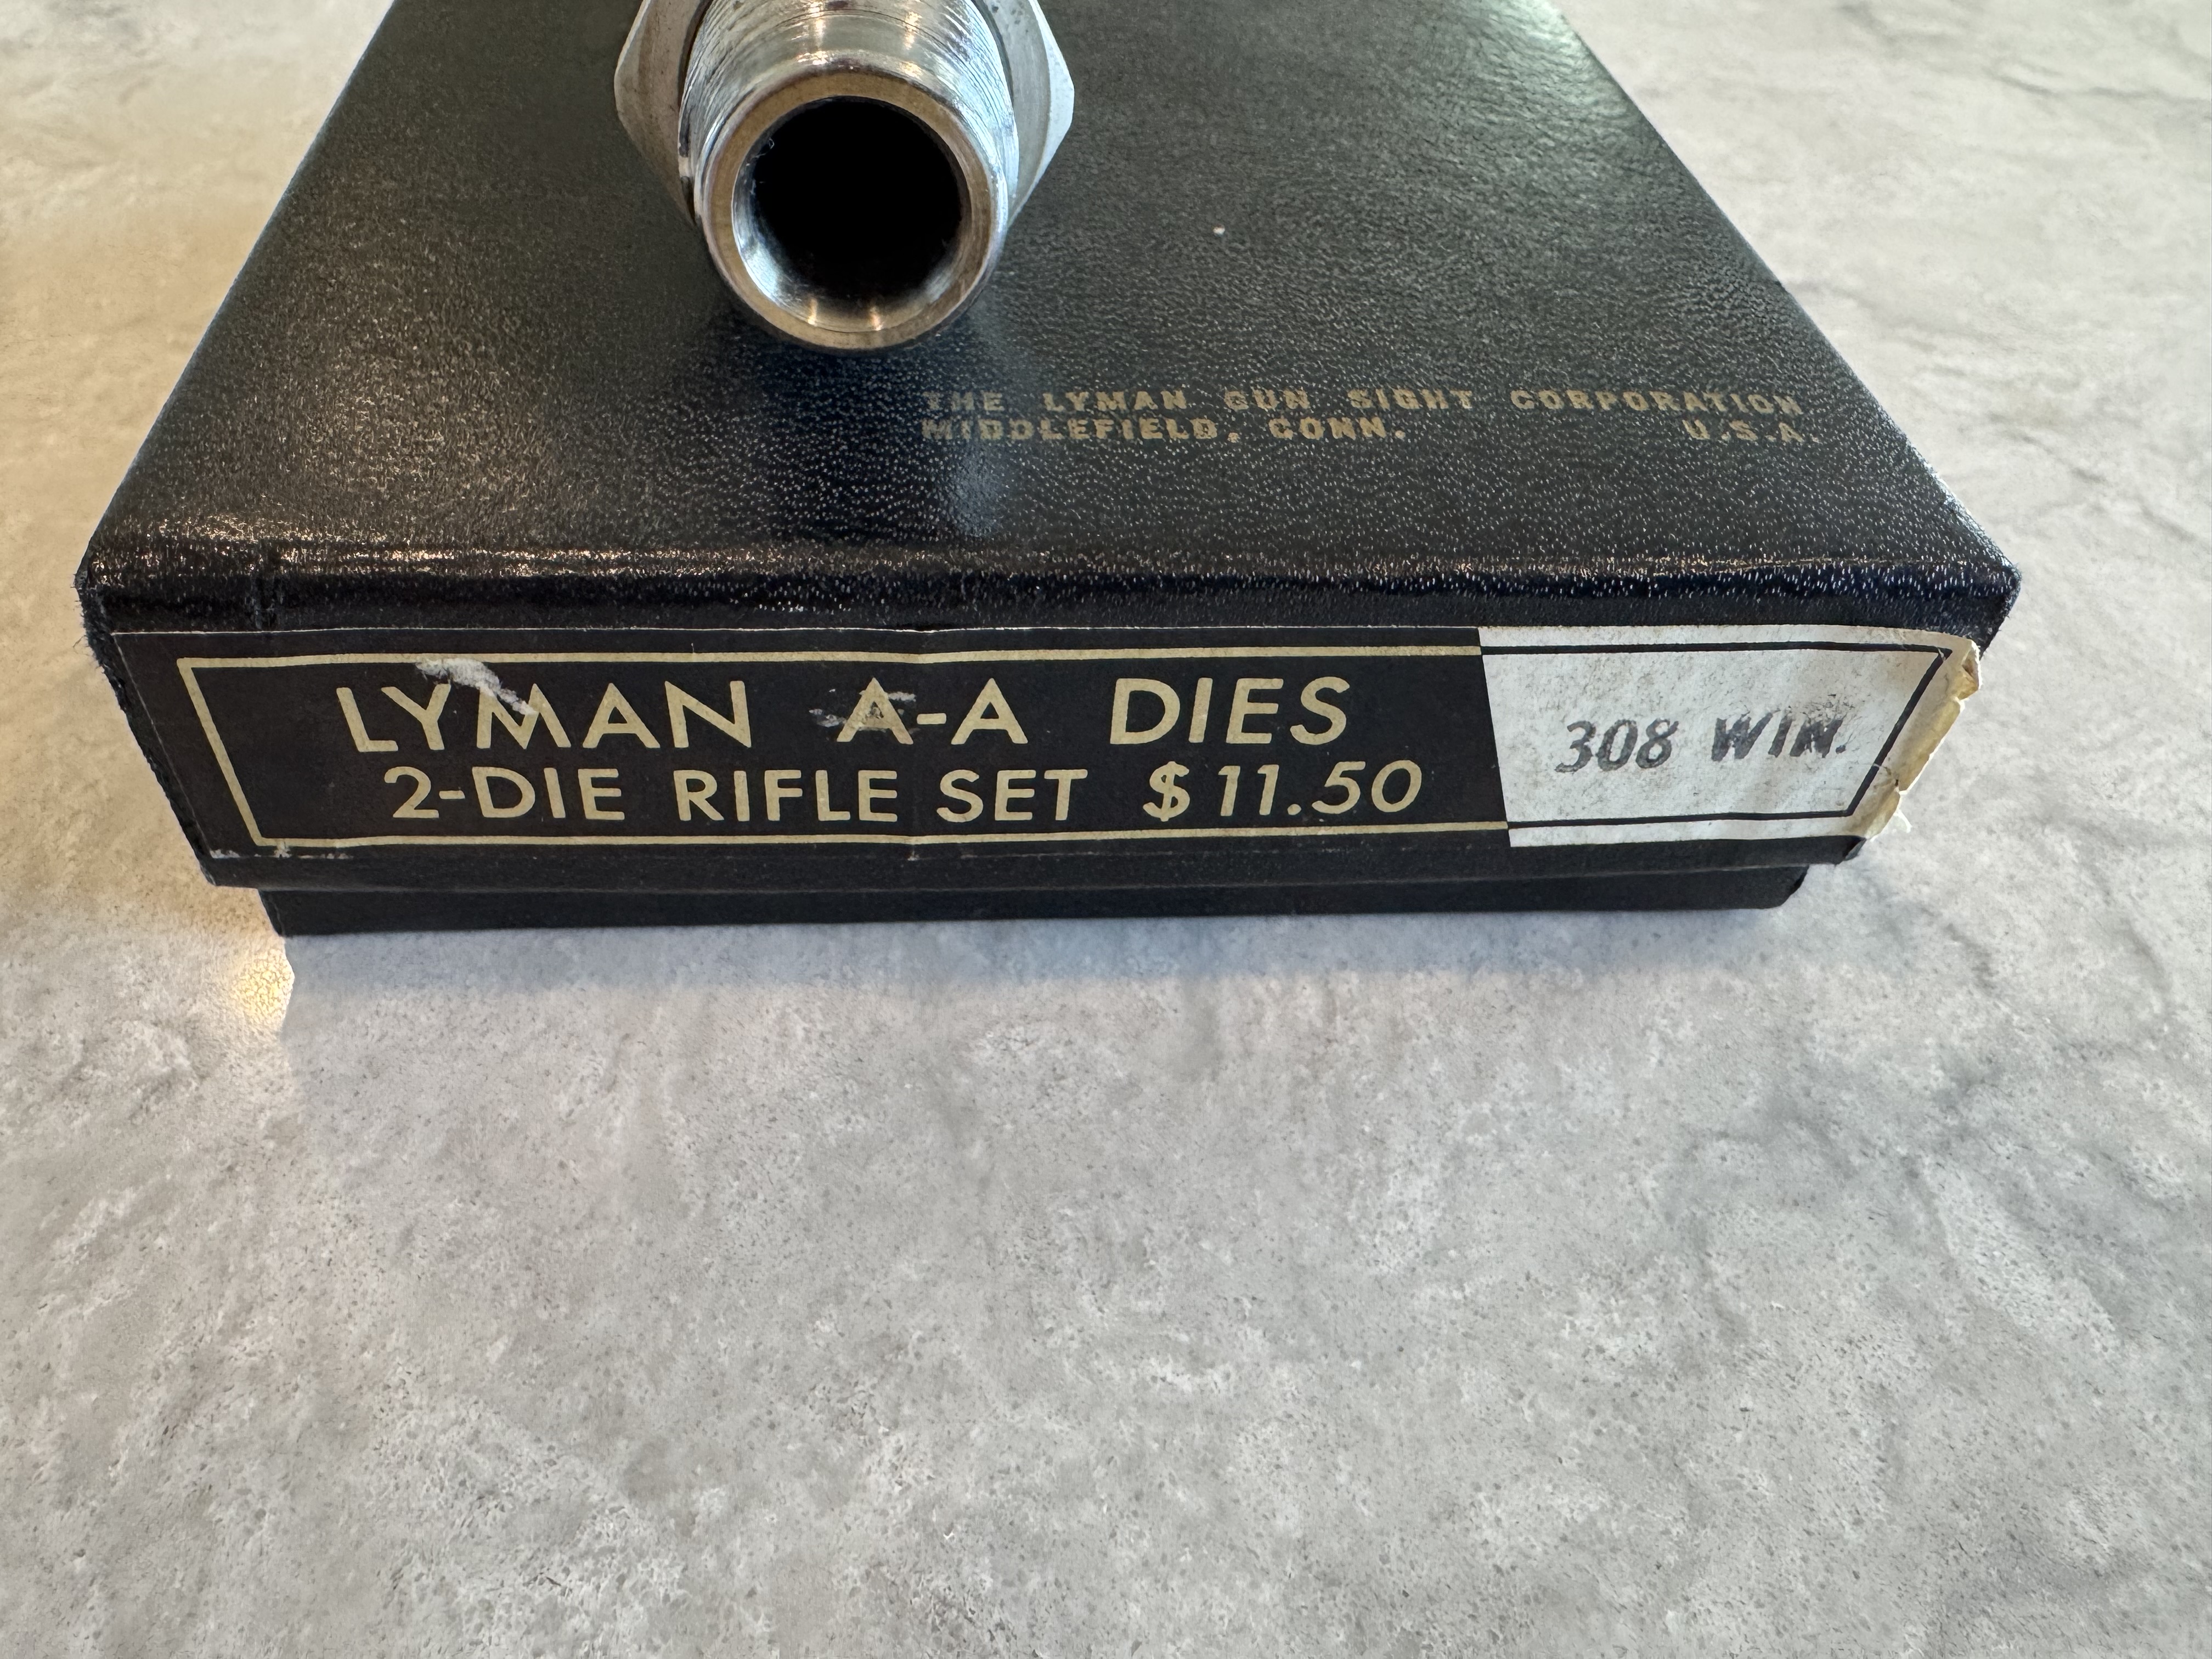 THE LYMAN GUN SIGHT CORPORATION
MIDDLEFIELD, CONN. U.S.A.
LYMAN A-A DIES
2-DIE RIFLE SET $11.50
308 WIN.